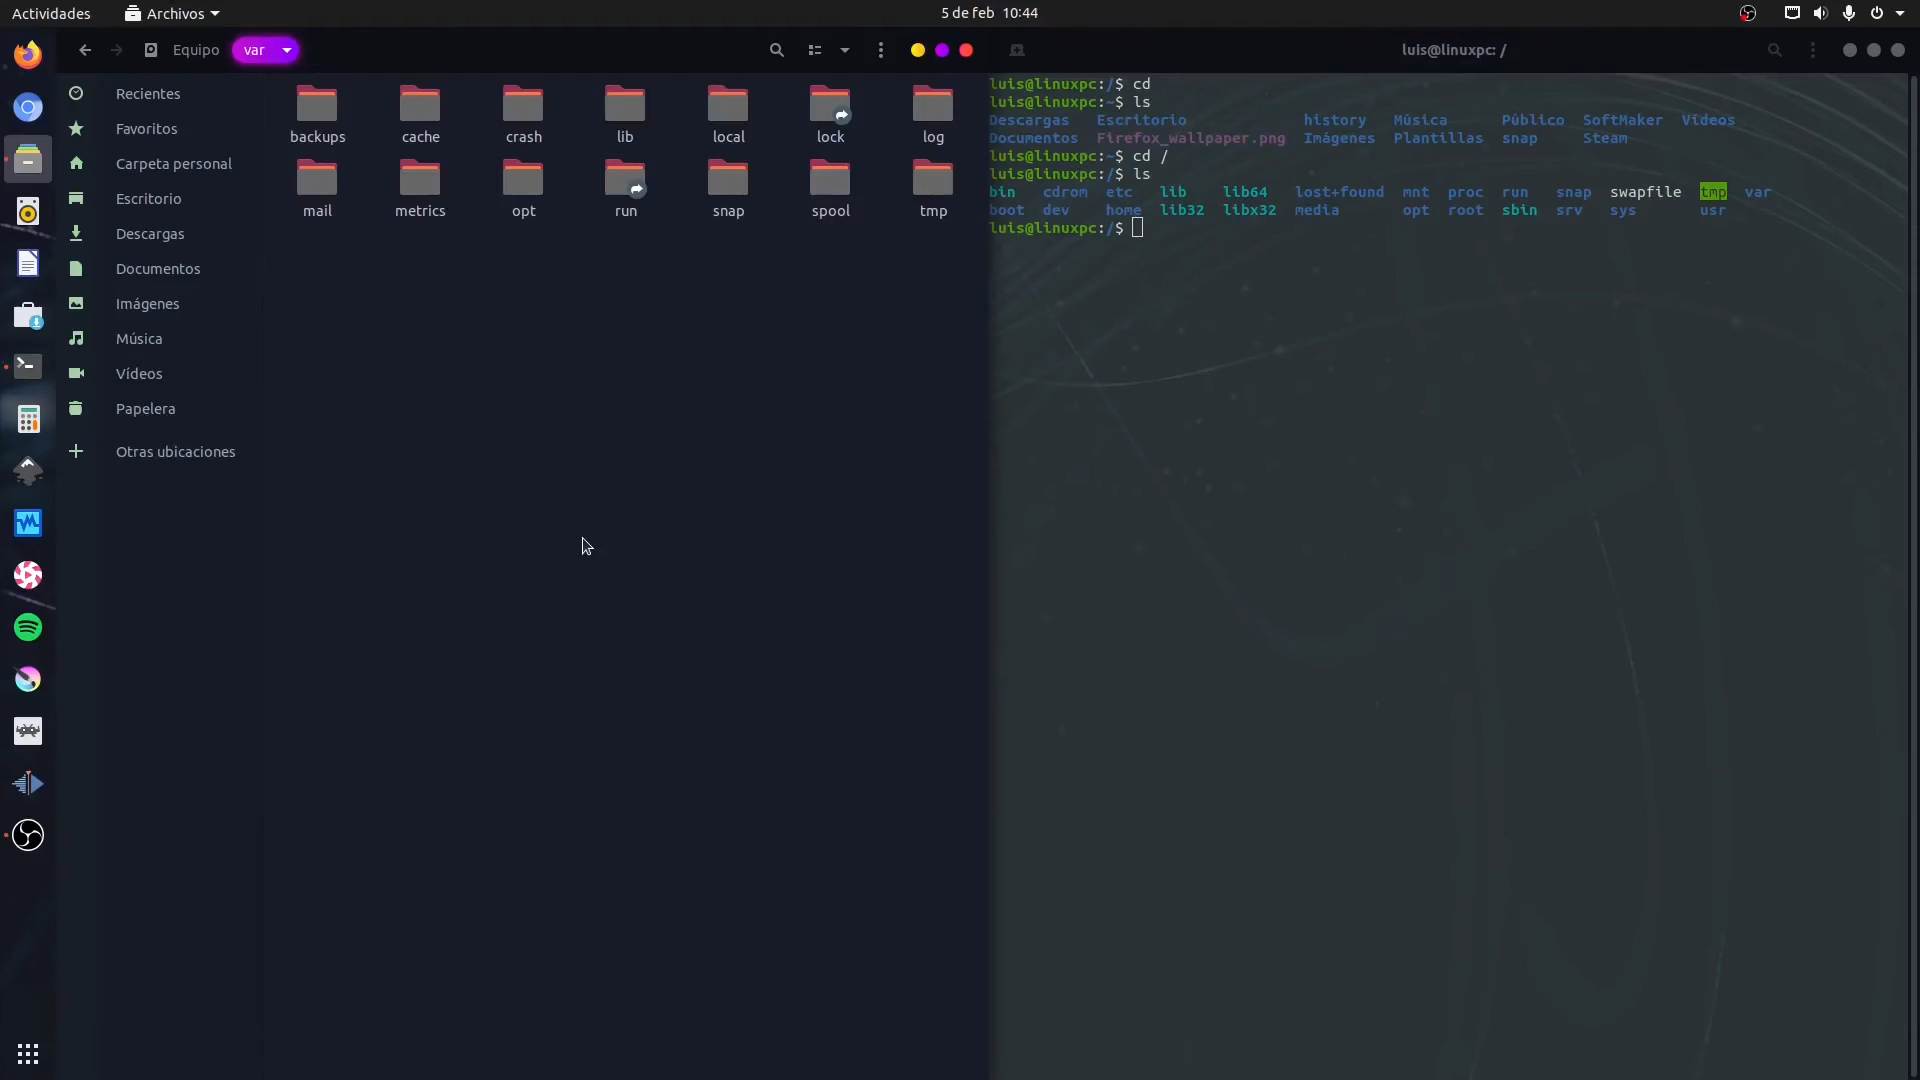 Actividades Archivos 5 de feb 10:44
Equipo var luis@linuxpc: /
Recientes
Favoritos
Carpeta personal
Escritorio
Descargas
Documentos
Imágenes
Música
Vídeos
Papelera
Otras ubicaciones
backups cache crash lib local lock log
mail metrics opt run snap spool tmp
luis@linuxpc:/$ cd
luis@linuxpc:~$ ls
Descargas Escritorio history Música Público SoftMaker Vídeos
Documentos Firefox_wallpaper.png Imágenes Plantillas snap Steam
luis@linuxpc:~$ cd /
luis@linuxpc:/$ ls
bin cdrom etc lib lib64 lost+found mnt proc run snap swapfile tmp var
boot dev home lib32 libx32 media opt root sbin srv sys usr
luis@linuxpc:/$